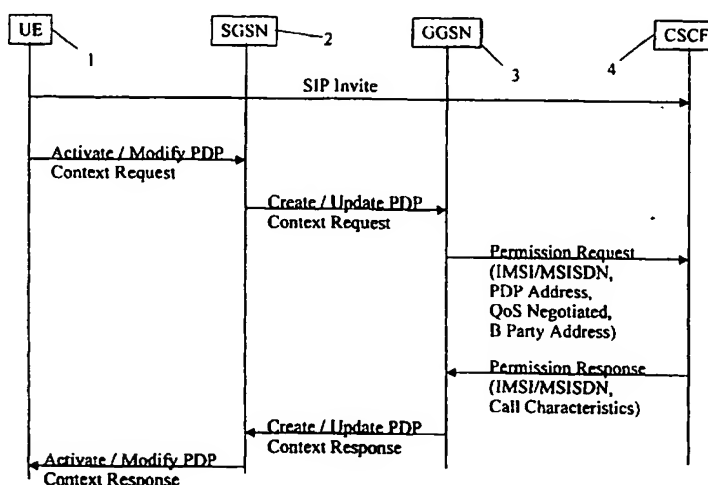 UE
SGSN
GGSN
CSCF
1
2
3
4
SIP Invite
Activate / Modify PDP
Context Request
Create / Update PDP
Context Request
Permission Request
(IMSI/MSISDN,
PDP Address,
QoS Negotiated,
B Party Address)
Permission Response
(IMSI/MSISDN,
Call Characteristics)
Create / Update PDP
Context Response
Activate / Modify PDP
Context Response